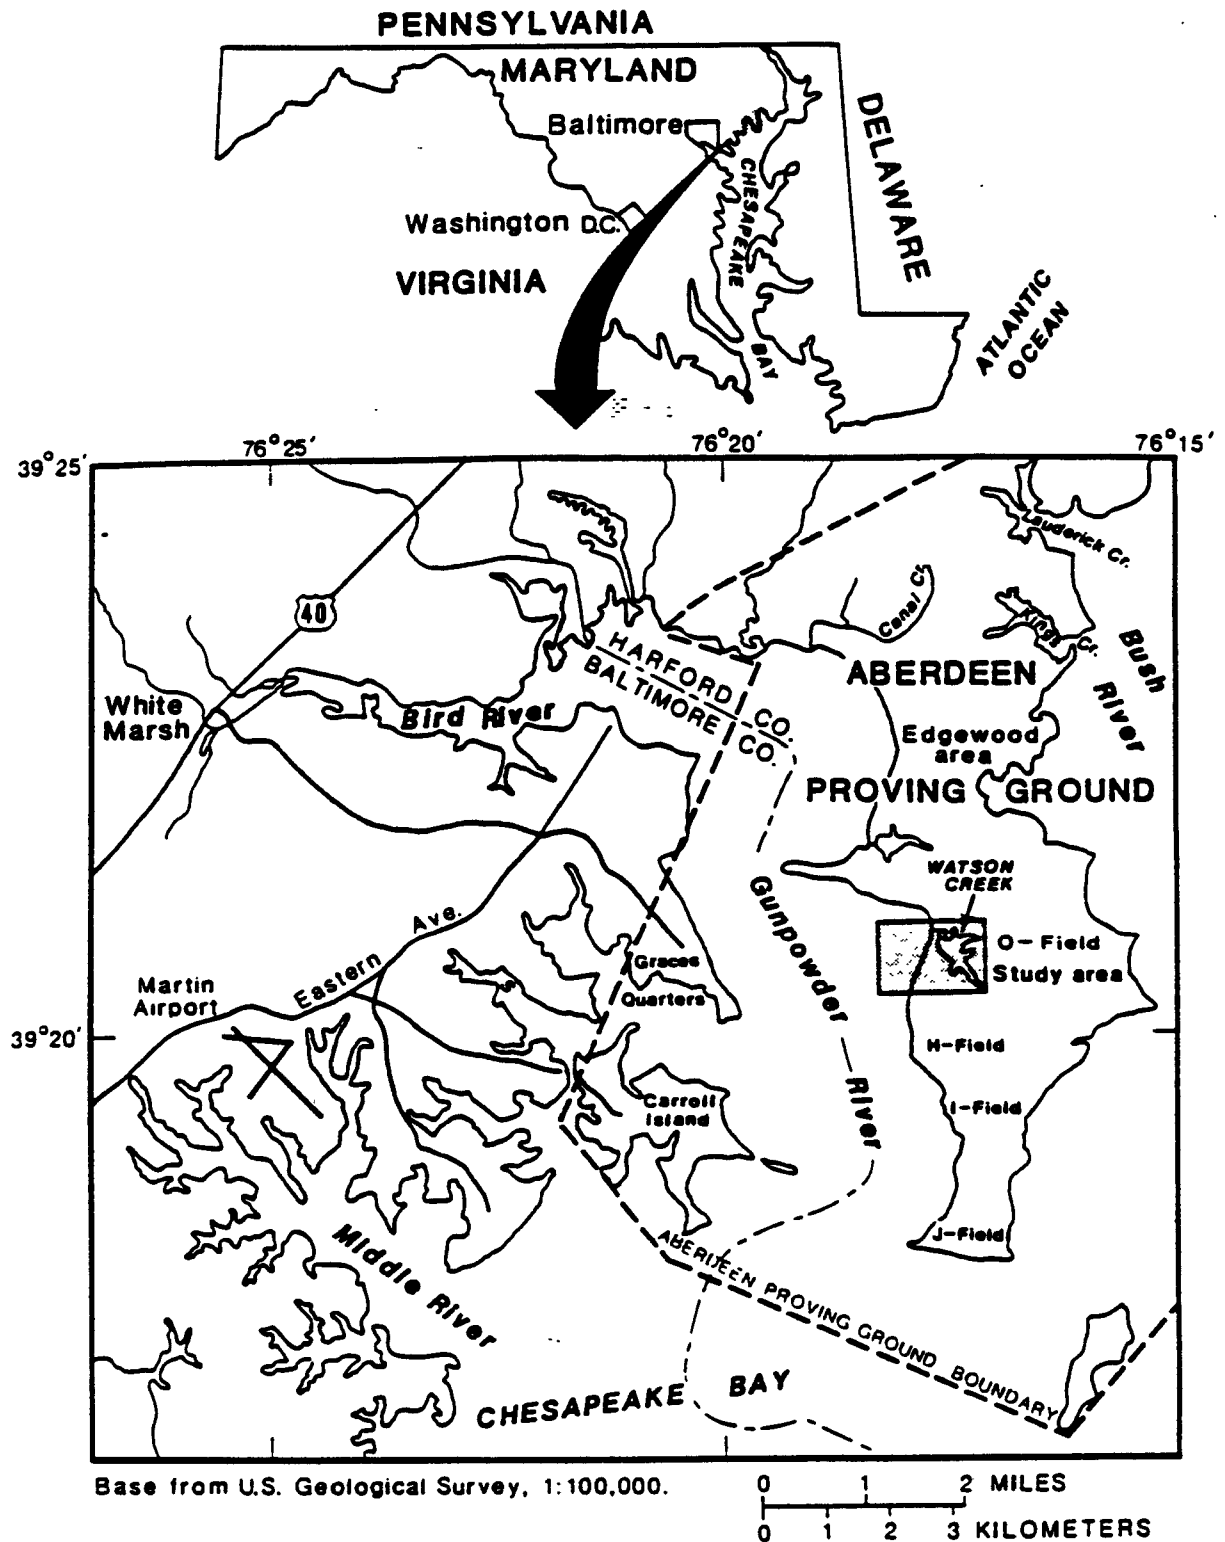 PENNSYLVANIA
MARYLAND
Baltimore
DELAWARE
CHESAPEAKE
BAY
Washington D.C.
VIRGINIA
ATLANTIC
OCEAN
76°25'
76°20'
76°15'
39°25'
Lauderick Cr.
40
Canal Cr.
Kings Cr.
Bush
River
HARFORD CO.
BALTIMORE CO.
ABERDEEN
White
Marsh
Bird River
Edgewood
area
PROVING GROUND
WATSON
CREEK
Gunpowder
River
Eastern Ave.
O-Field
Study area
Graces
Quarters
Martin
Airport
39°20'
H-Field
Carroll
Island
I-Field
J-Field
Middle River
ABERDEEN PROVING GROUND BOUNDARY
CHESAPEAKE BAY
Base from U.S. Geological Survey, 1:100,000.
0 1 2 MILES
0 1 2 3 KILOMETERS